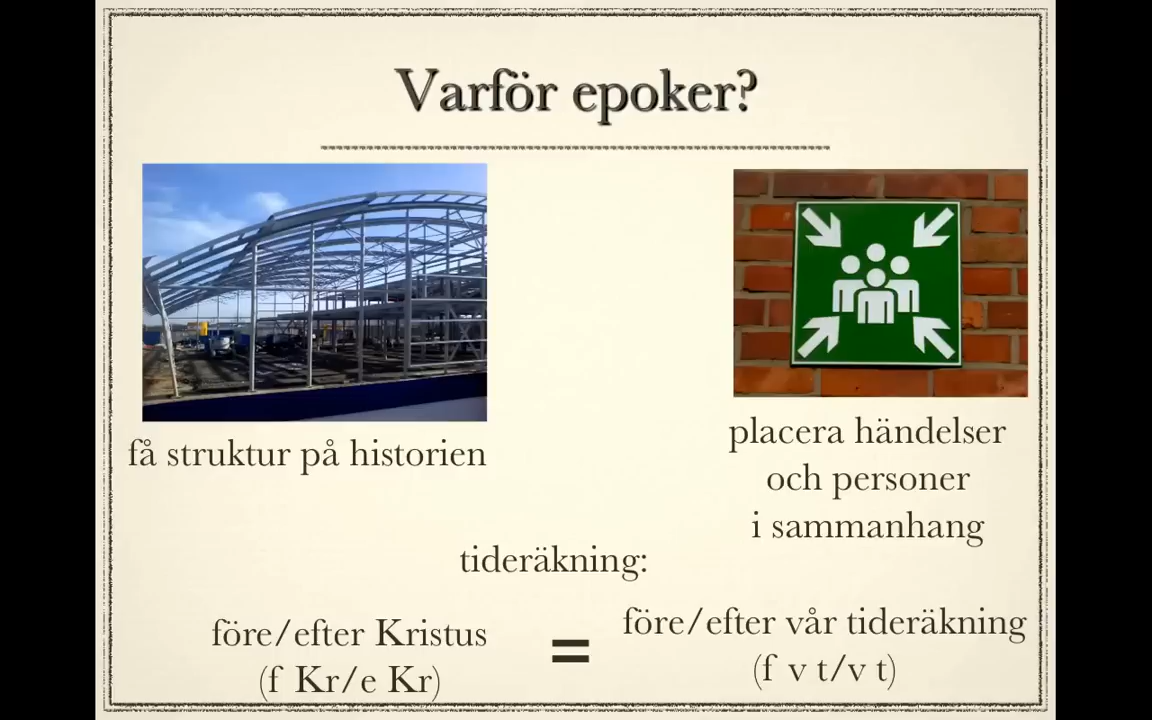 Varför epoker?
få struktur på historien
placera händelser
och personer
i sammanhang
tideräkning:
före/efter Kristus
(f Kr/e Kr)
=
före/efter vår tideräkning
(f v t/v t)